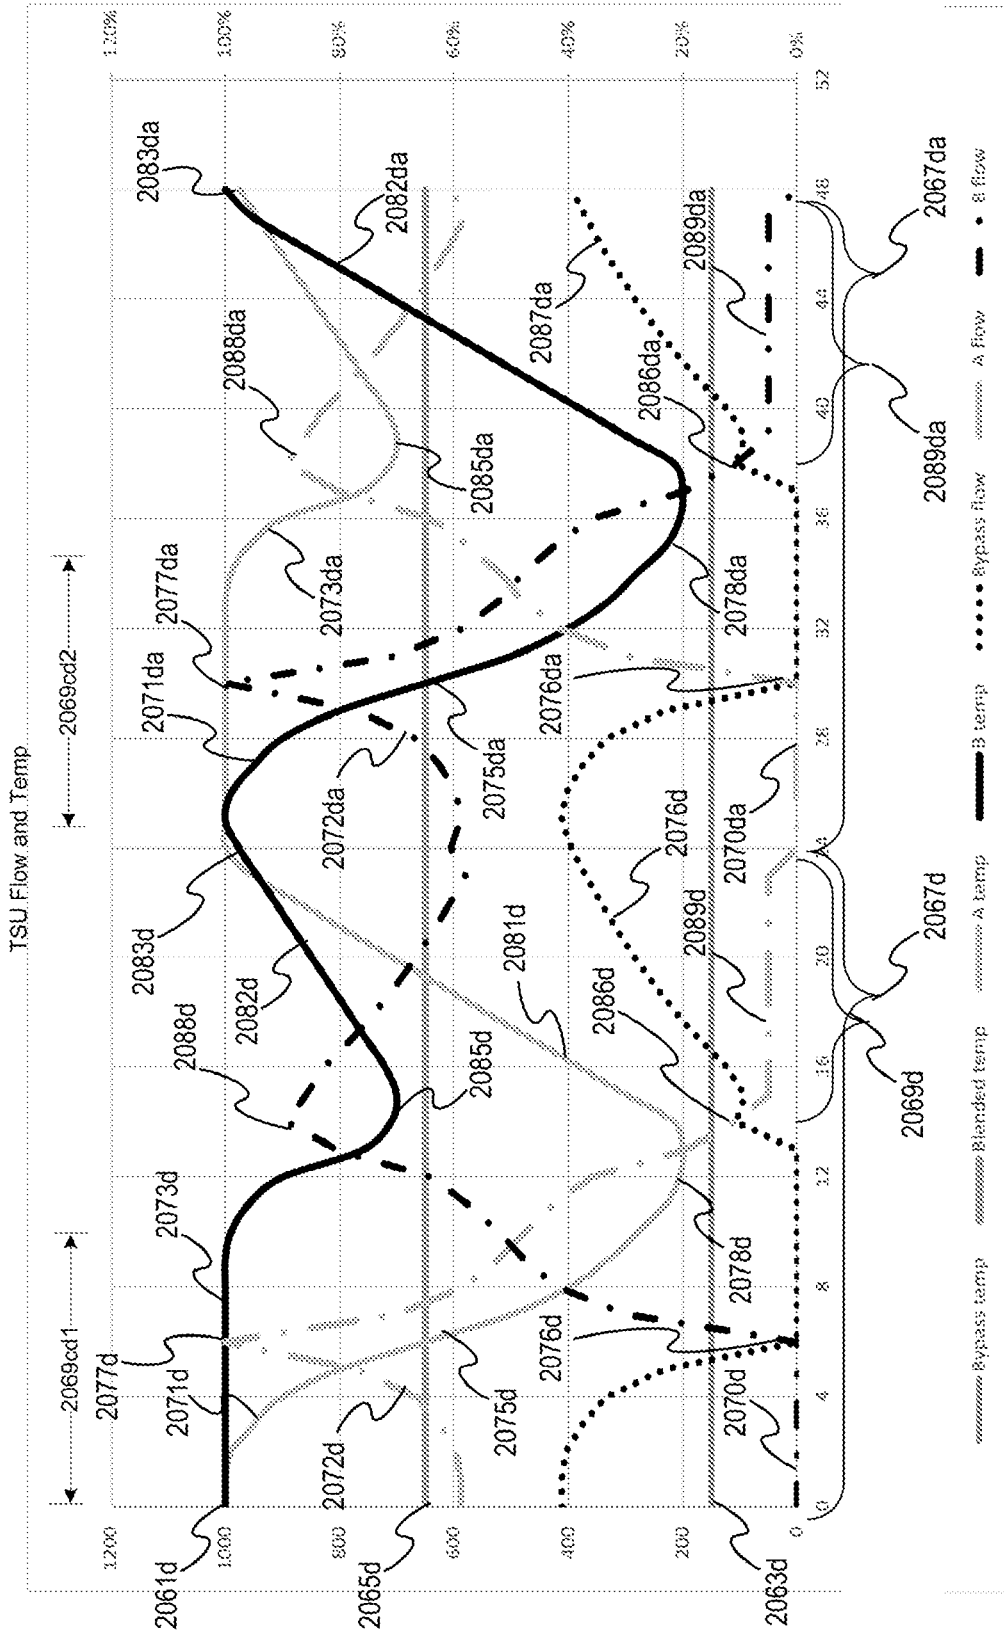 TSU Flow and Temp
2069cd1
2069cd2
120%
100%
80%
60%
40%
20%
0%
1200
1000
800
600
400
200
0
0
4
8
12
16
20
24
28
32
36
40
44
48
52
2061d
2065d
2063d
2077d
2071d
2072d
2075d
2076d
2070d
2073d
2078d
2088d
2085d
2082d
2083d
2081d
2086d
2089d
2076d
2069d
2067d
2071da
2077da
2072da
2075da
2076da
2070da
2073da
2078da
2088da
2085da
2086da
2087da
2089da
2082da
2083da
2089da
2067da
Bypass temp
Blended temp
A temp
B temp
Bypass flow
A flow
B flow